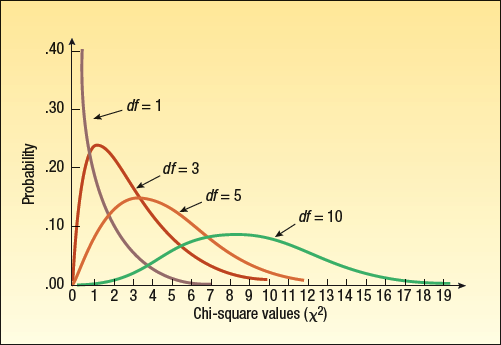 .40
.30
.20
.10
.00
Probability
df = 1
df = 3
df = 5
df = 10
0 1 2 3 4 5 6 7 8 9 10 11 12 13 14 15 16 17 18 19
Chi-square values (χ²)